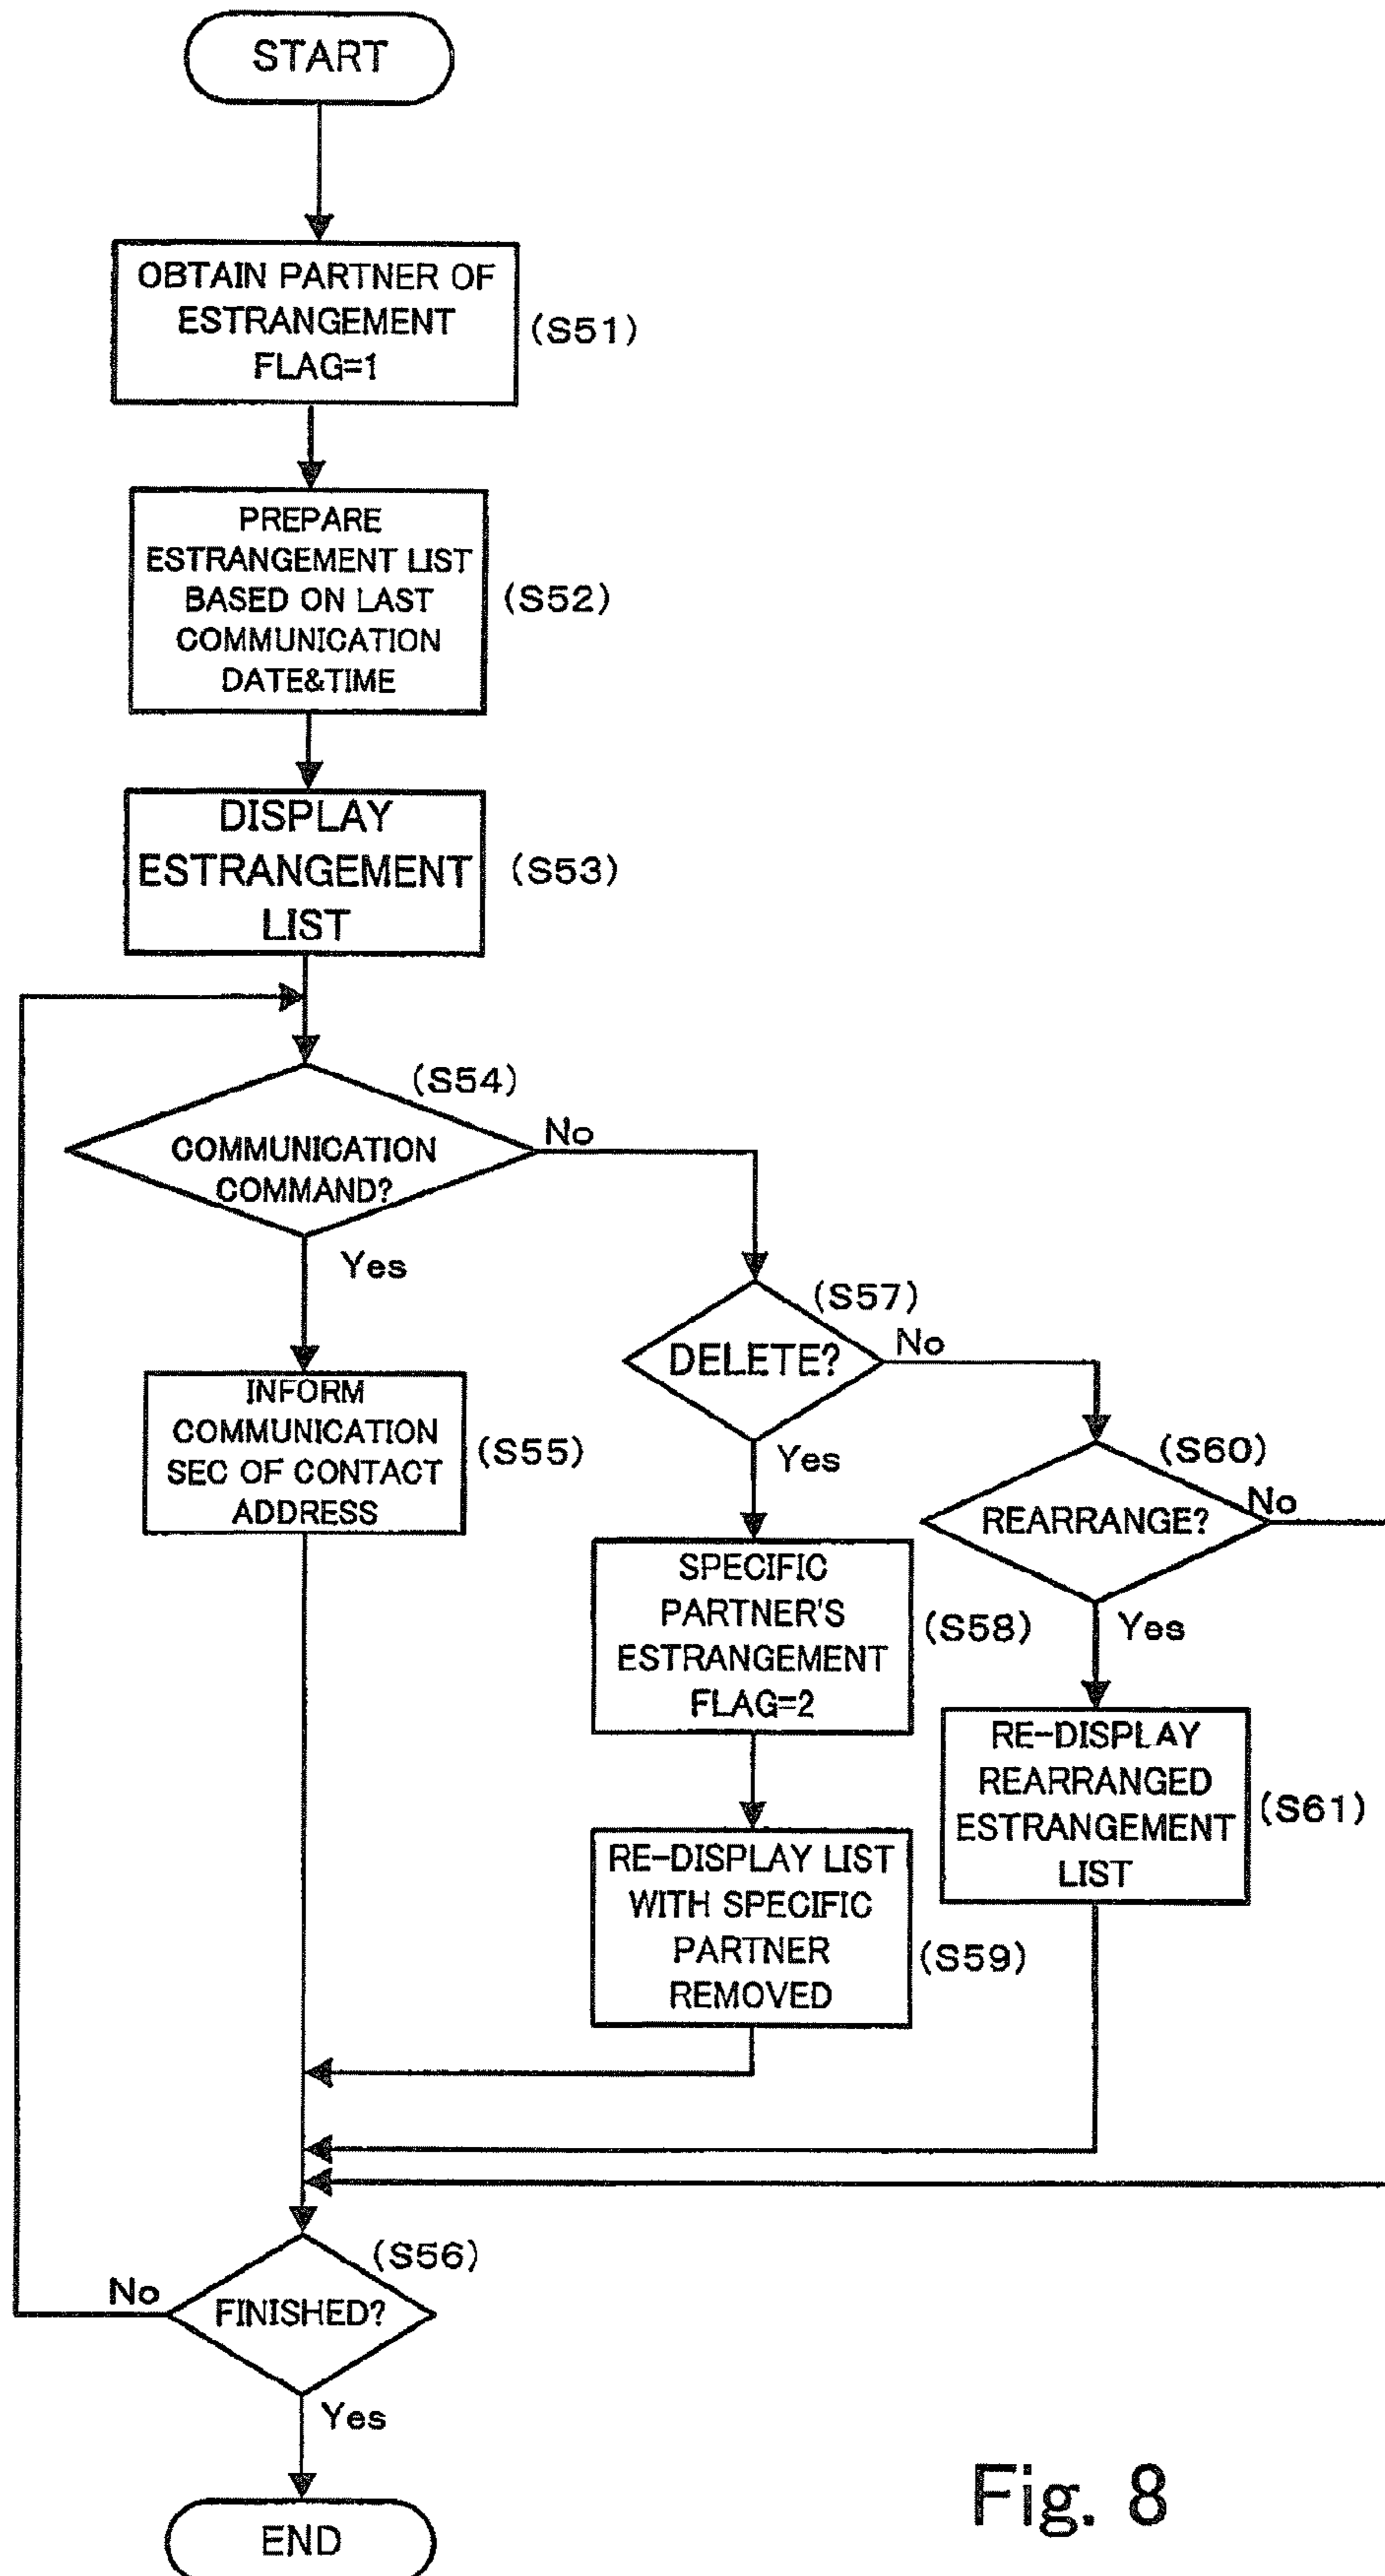 START
OBTAIN PARTNER OF
ESTRANGEMENT
FLAG=1
(S51)
PREPARE
ESTRANGEMENT LIST
BASED ON LAST
COMMUNICATION
DATE&TIME
(S52)
DISPLAY
ESTRANGEMENT
LIST
(S53)
(S54)
COMMUNICATION
COMMAND?
No
Yes
INFORM
COMMUNICATION
SEC OF CONTACT
ADDRESS
(S55)
(S57)
DELETE?
No
Yes
SPECIFIC
PARTNER'S
ESTRANGEMENT
FLAG=2
(S58)
RE-DISPLAY LIST
WITH SPECIFIC
PARTNER
REMOVED
(S59)
(S60)
REARRANGE?
No
Yes
RE-DISPLAY
REARRANGED
ESTRANGEMENT
LIST
(S61)
(S56)
FINISHED?
No
Yes
END
Fig. 8